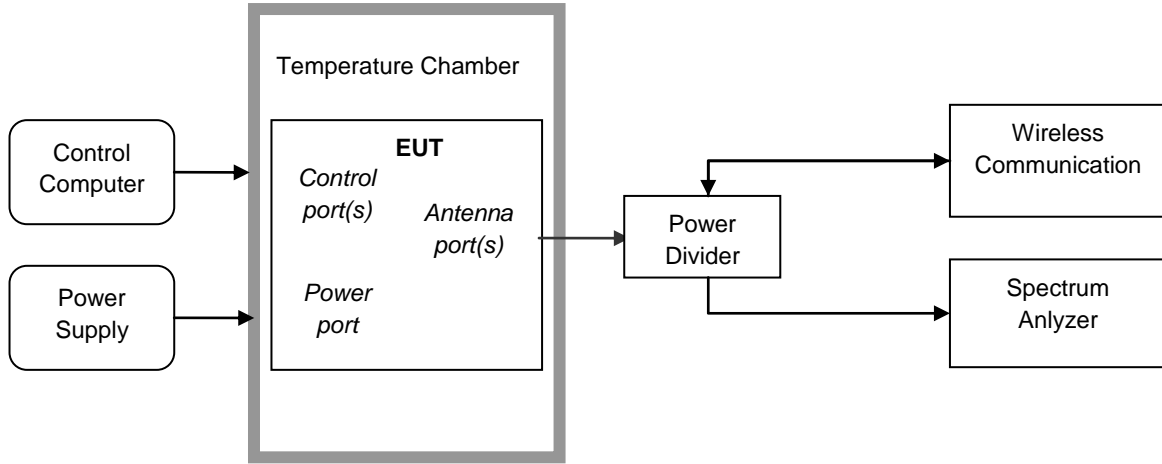 Temperature Chamber
Control
Computer
Power
Supply
EUT
Control
port(s)
Antenna
port(s)
Power
port
Power
Divider
Wireless
Communication
Spectrum
Anlyzer